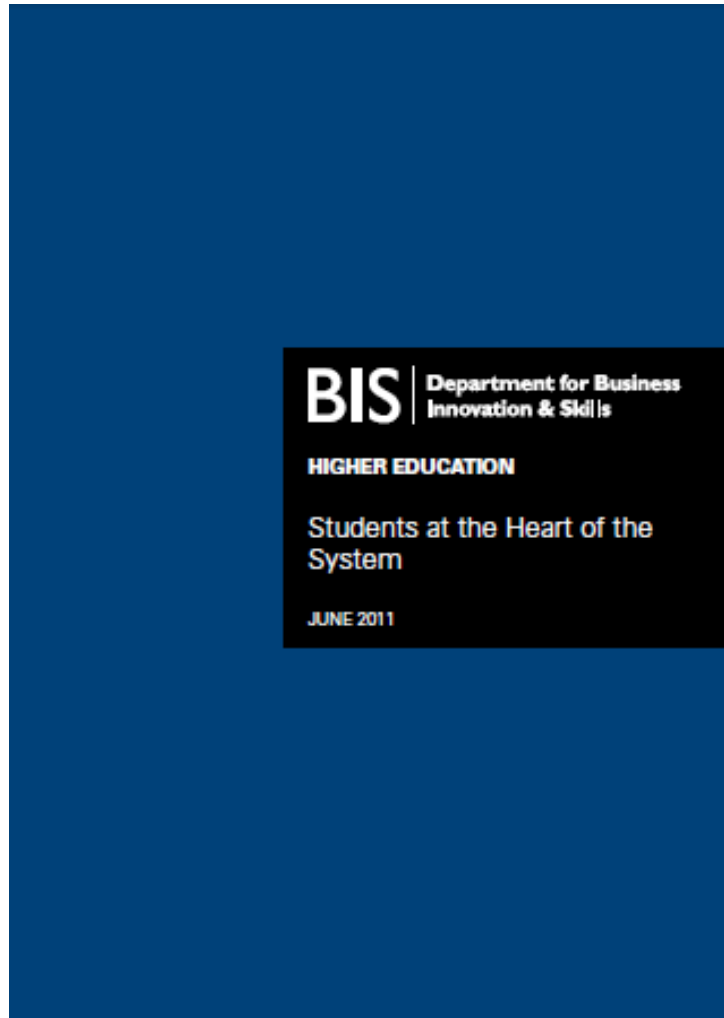 BIS
Department for Business
Innovation & Skills
HIGHER EDUCATION
Students at the Heart of the
System
JUNE 2011